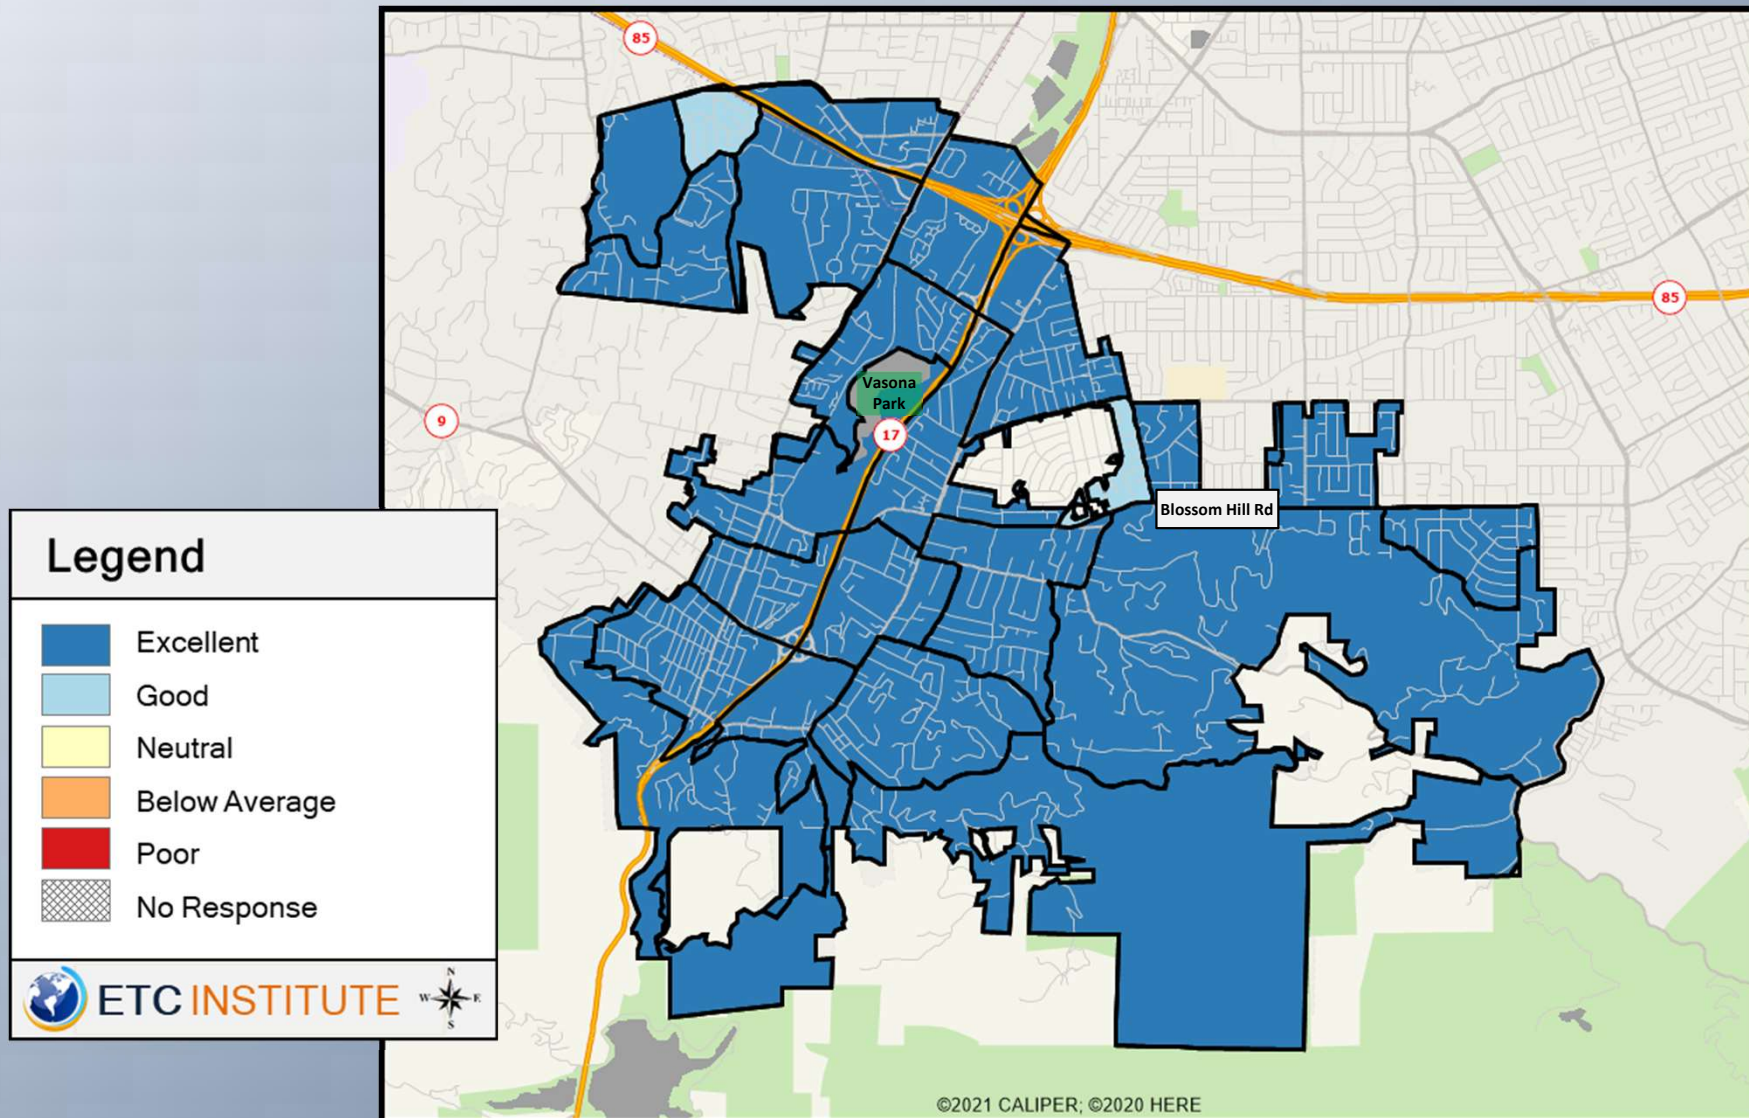 85
85
9
Vasona
Park
17
Blossom Hill Rd
Legend
Excellent
Good
Neutral
Below Average
Poor
No Response
ETC INSTITUTE
N
W E
S
©2021 CALIPER; ©2020 HERE